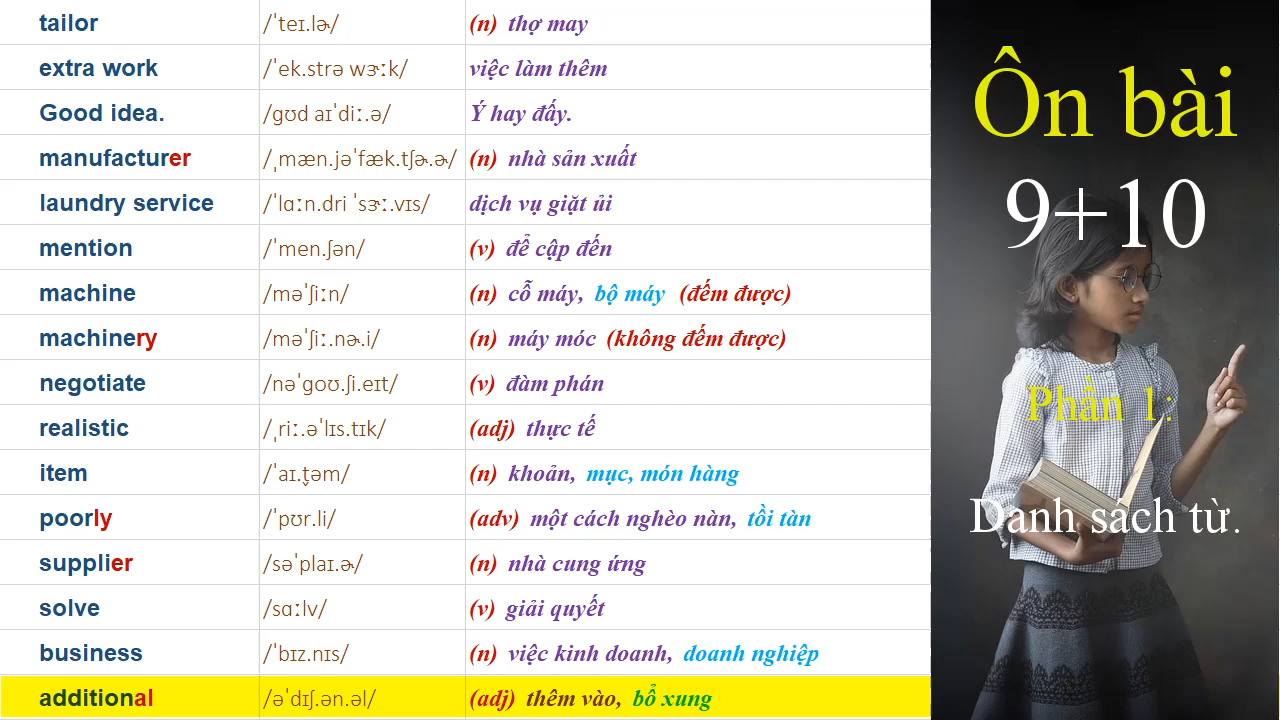 tailor /ˈteɪ.lɚ/ (n) thợ may
extra work /ˈek.strə wɝːk/ việc làm thêm
Good idea. /ɡʊd aɪˈdiː.ə/ Ý hay đấy.
manufacturer /ˌmæn.jəˈfæk.tʃɚ.ɚ/ (n) nhà sản xuất
laundry service /ˈlɑːn.dri ˈsɝː.vɪs/ dịch vụ giặt ủi
mention /ˈmen.ʃən/ (v) để cập đến
machine /məˈʃiːn/ (n) cỗ máy, bộ máy (đếm được)
machinery /məˈʃiː.nɚ.i/ (n) máy móc (không đếm được)
negotiate /nəˈɡoʊ.ʃi.eɪt/ (v) đàm phán
realistic /ˌriː.əˈlɪs.tɪk/ (adj) thực tế
item /ˈaɪ.t̬əm/ (n) khoản, mục, món hàng
poorly /ˈpʊr.li/ (adv) một cách nghèo nàn, tồi tàn
supplier /səˈplaɪ.ɚ/ (n) nhà cung ứng
solve /sɑːlv/ (v) giải quyết
business /ˈbɪz.nɪs/ (n) việc kinh doanh, doanh nghiệp
additional /əˈdɪʃ.ən.əl/ (adj) thêm vào, bổ xung
Ôn bài
9+10
Phần 1:
Danh sách từ.